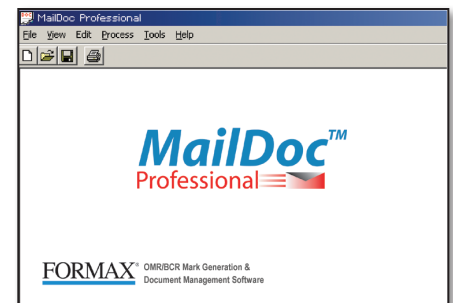 MailDoc Professional
File View Edit Process Tools Help
MailDoc™
Professional
FORMAX® OMR/BCR Mark Generation &
Document Management Software